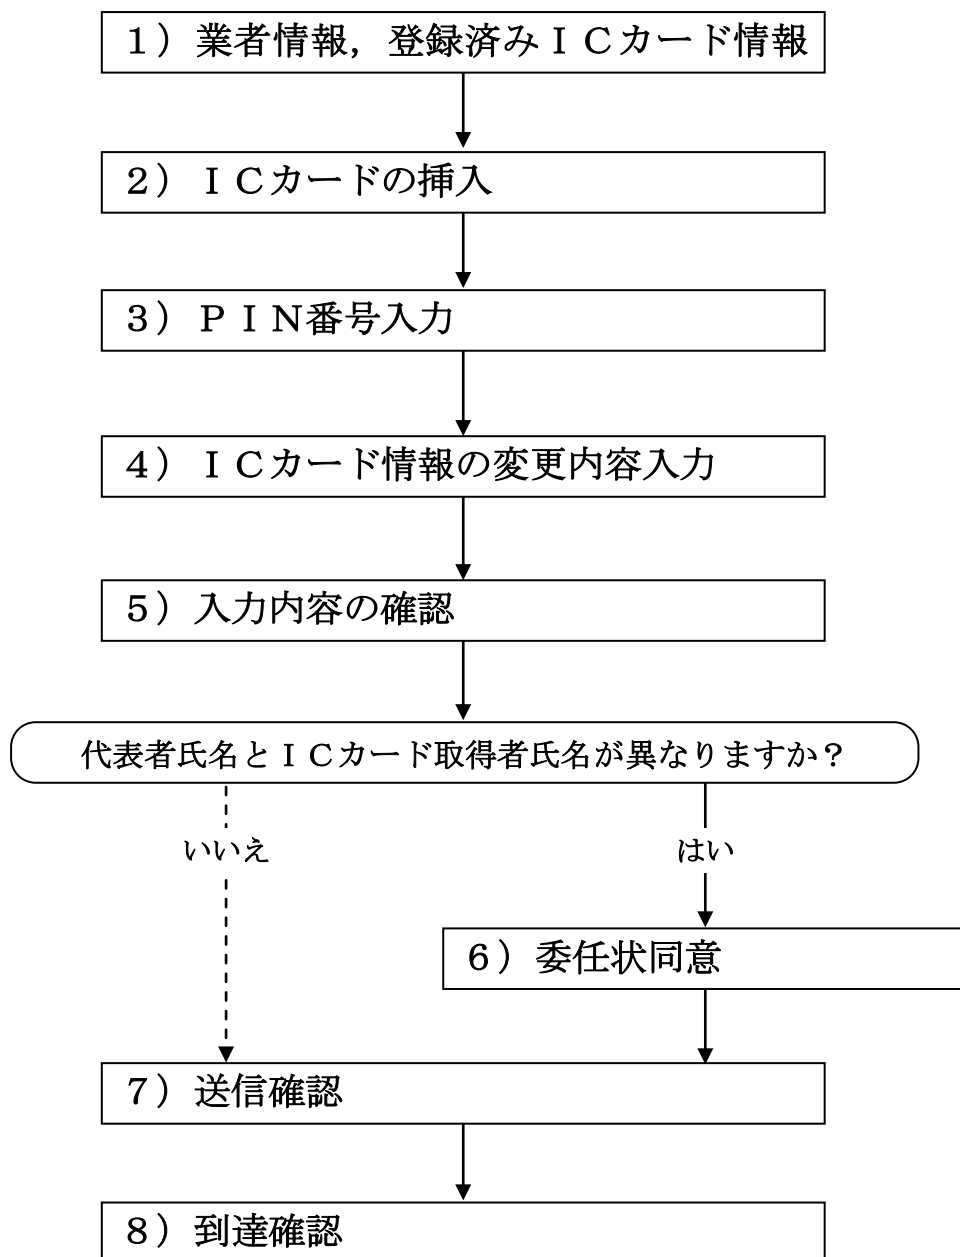 １）業者情報，登録済みＩＣカード情報
２）ＩＣカードの挿入
３）ＰＩＮ番号入力
４）ＩＣカード情報の変更内容入力
５）入力内容の確認
代表者氏名とＩＣカード取得者氏名が異なりますか？
いいえ
はい
６）委任状同意
７）送信確認
８）到達確認